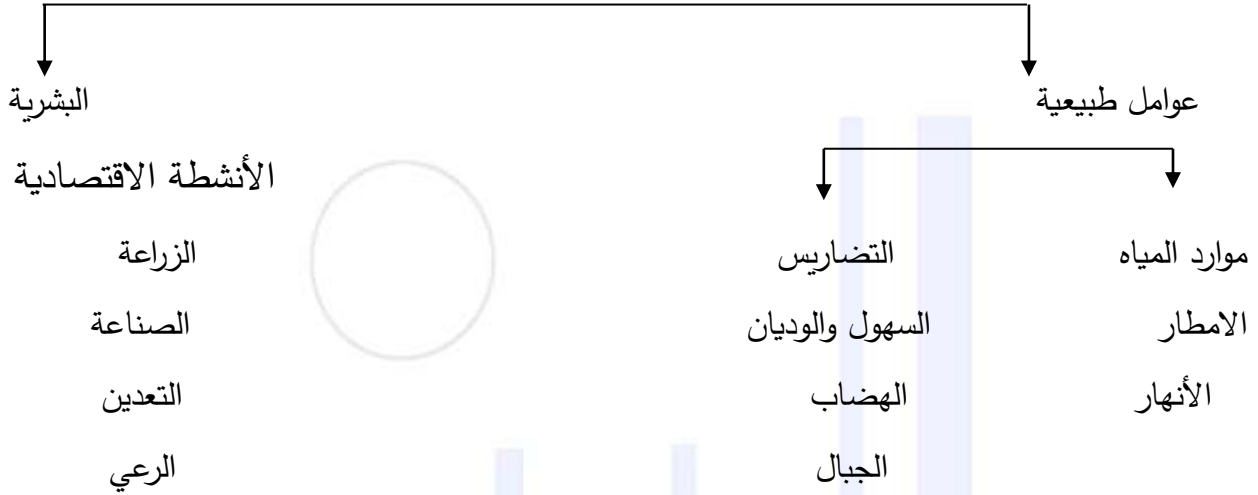 عوامل طبيعية
البشرية
الأنشطة الاقتصادية
موارد المياه
التضاريس
الزراعة
الامطار
السهول والوديان
الصناعة
الأنهار
الهضاب
التعدين
الجبال
الرعي